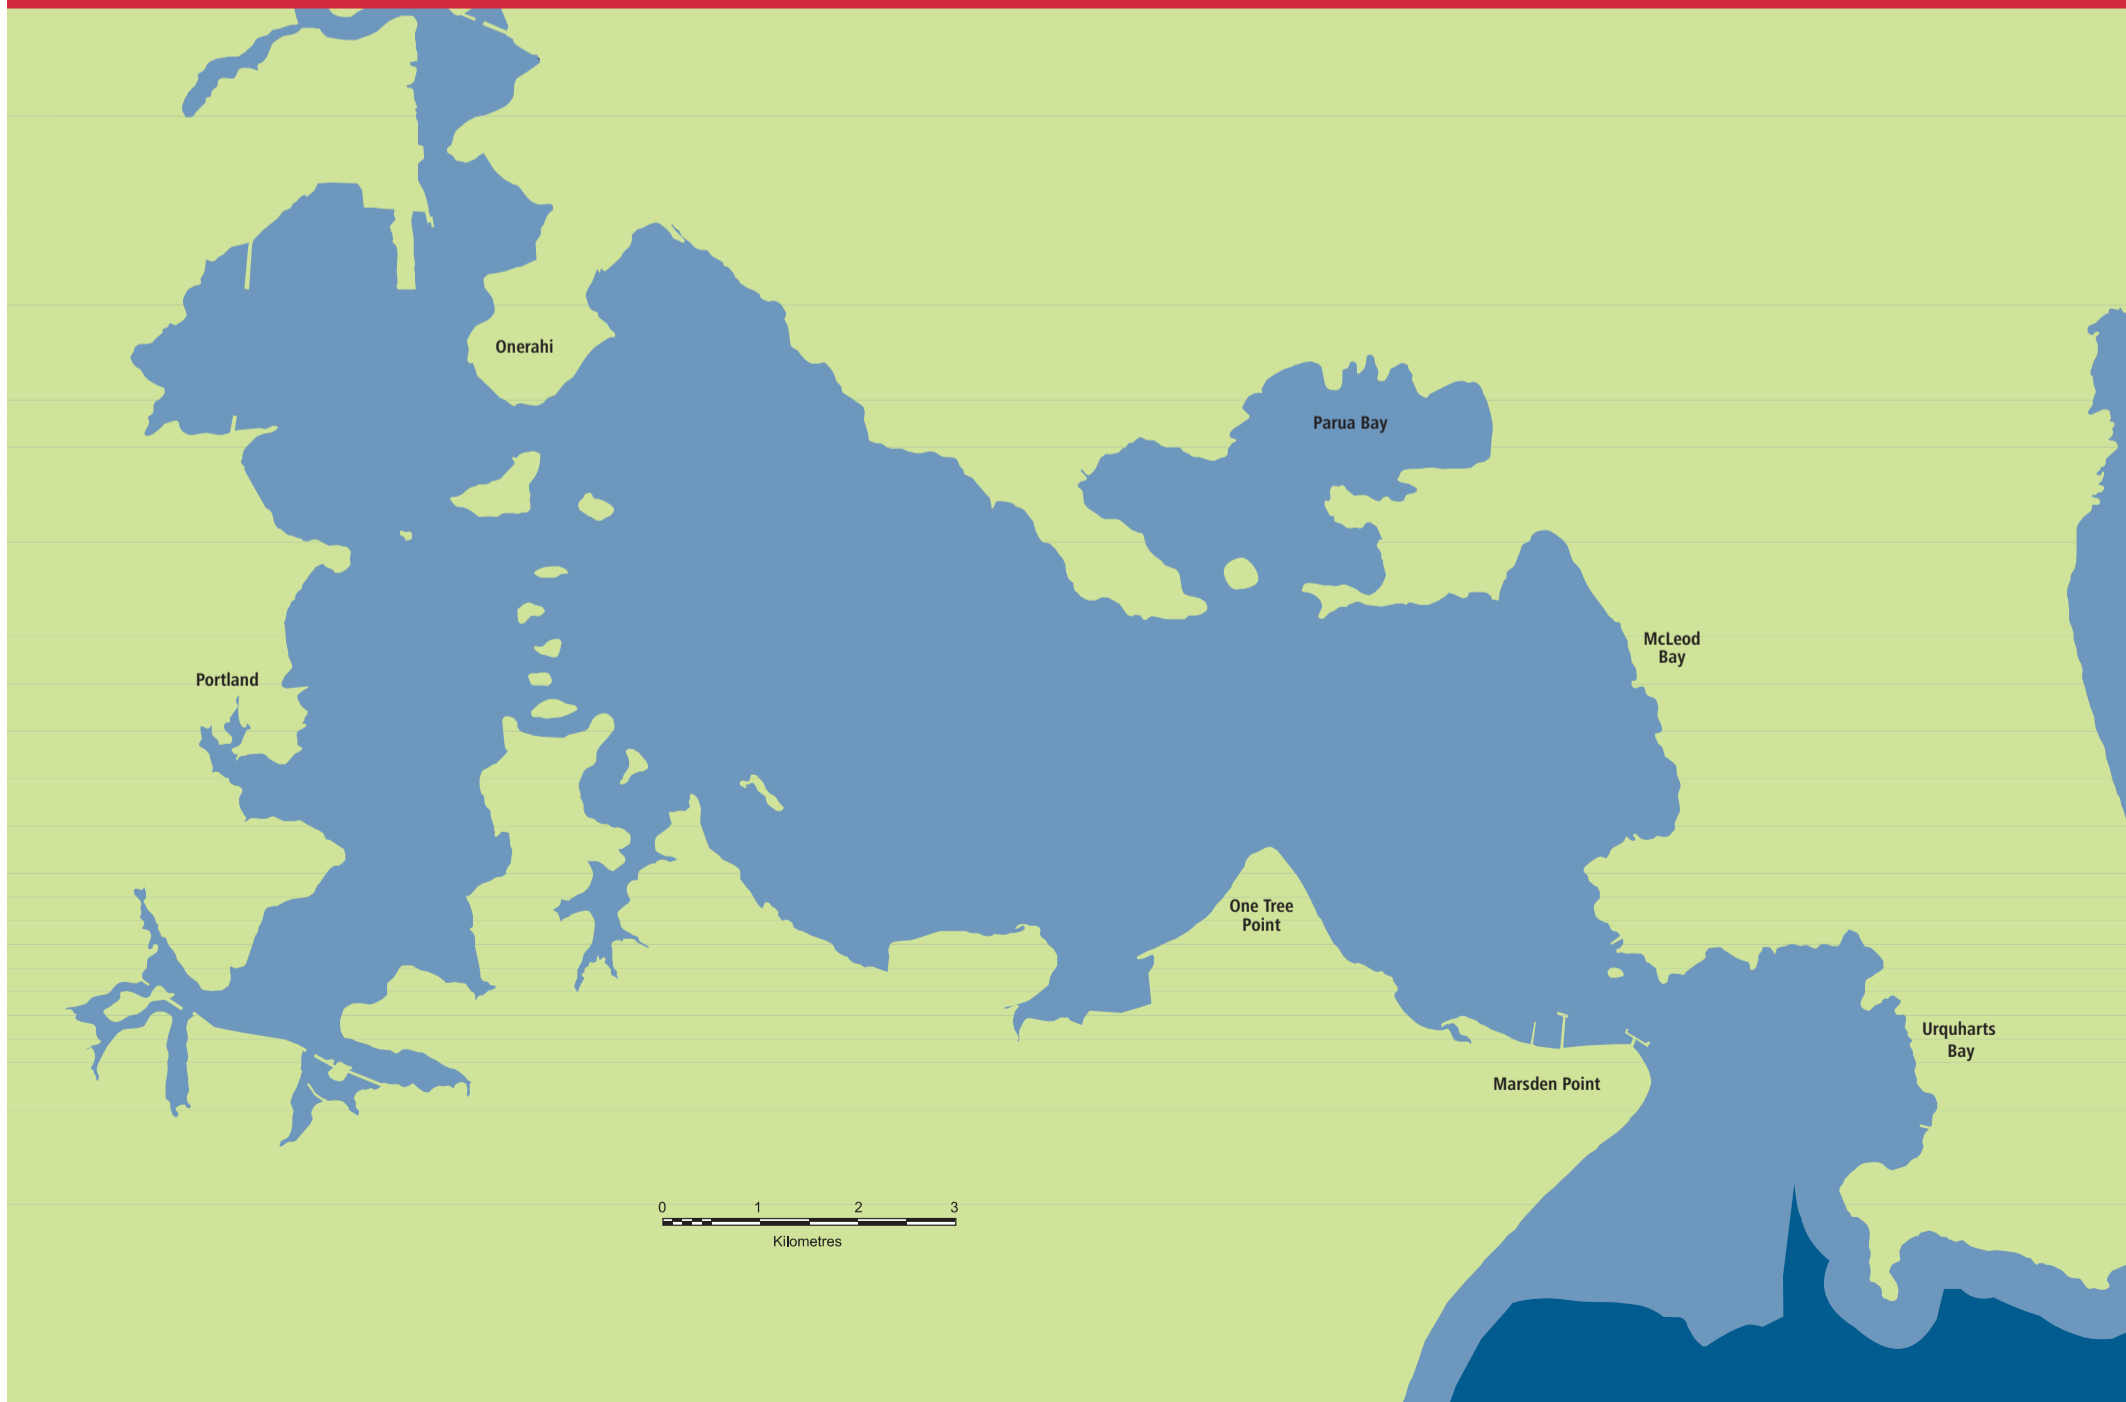 Onerahi
Parua Bay
McLeod
Bay
Portland
One Tree
Point
Urquharts
Bay
Marsden Point
0 1 2 3
Kilometres